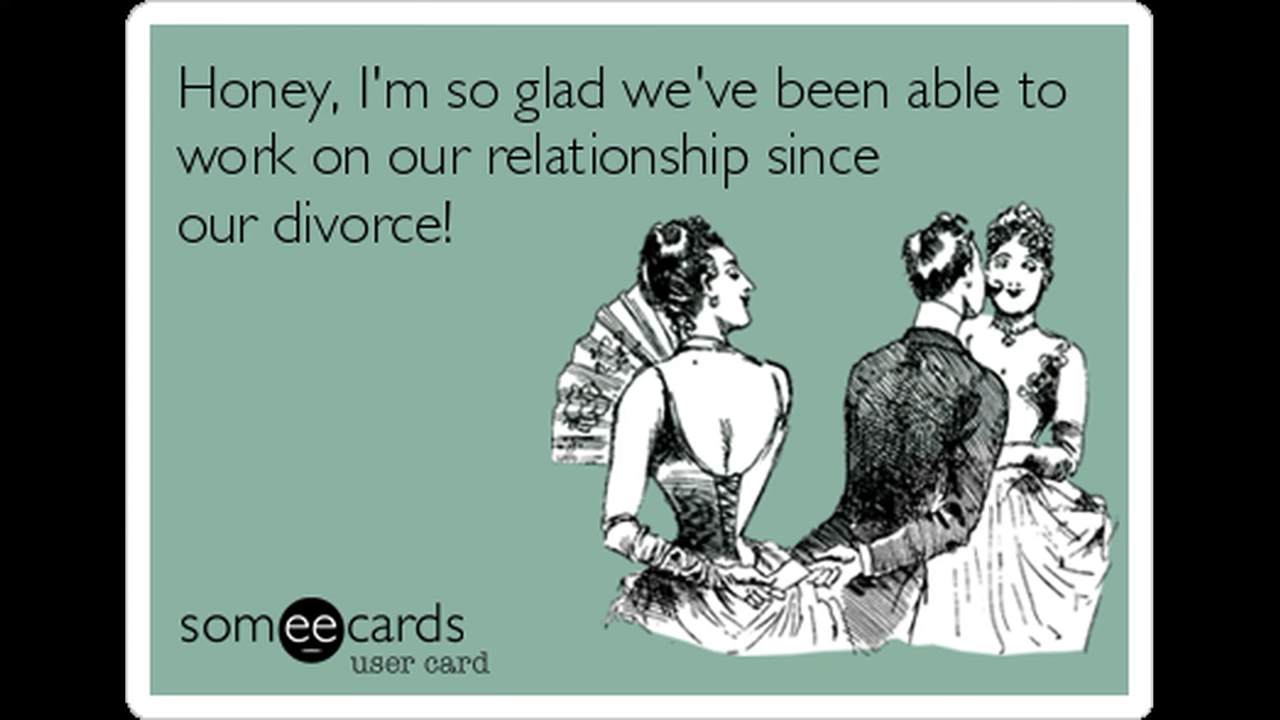 Honey, I'm so glad we've been able to
work on our relationship since
our divorce!
someecards
user card